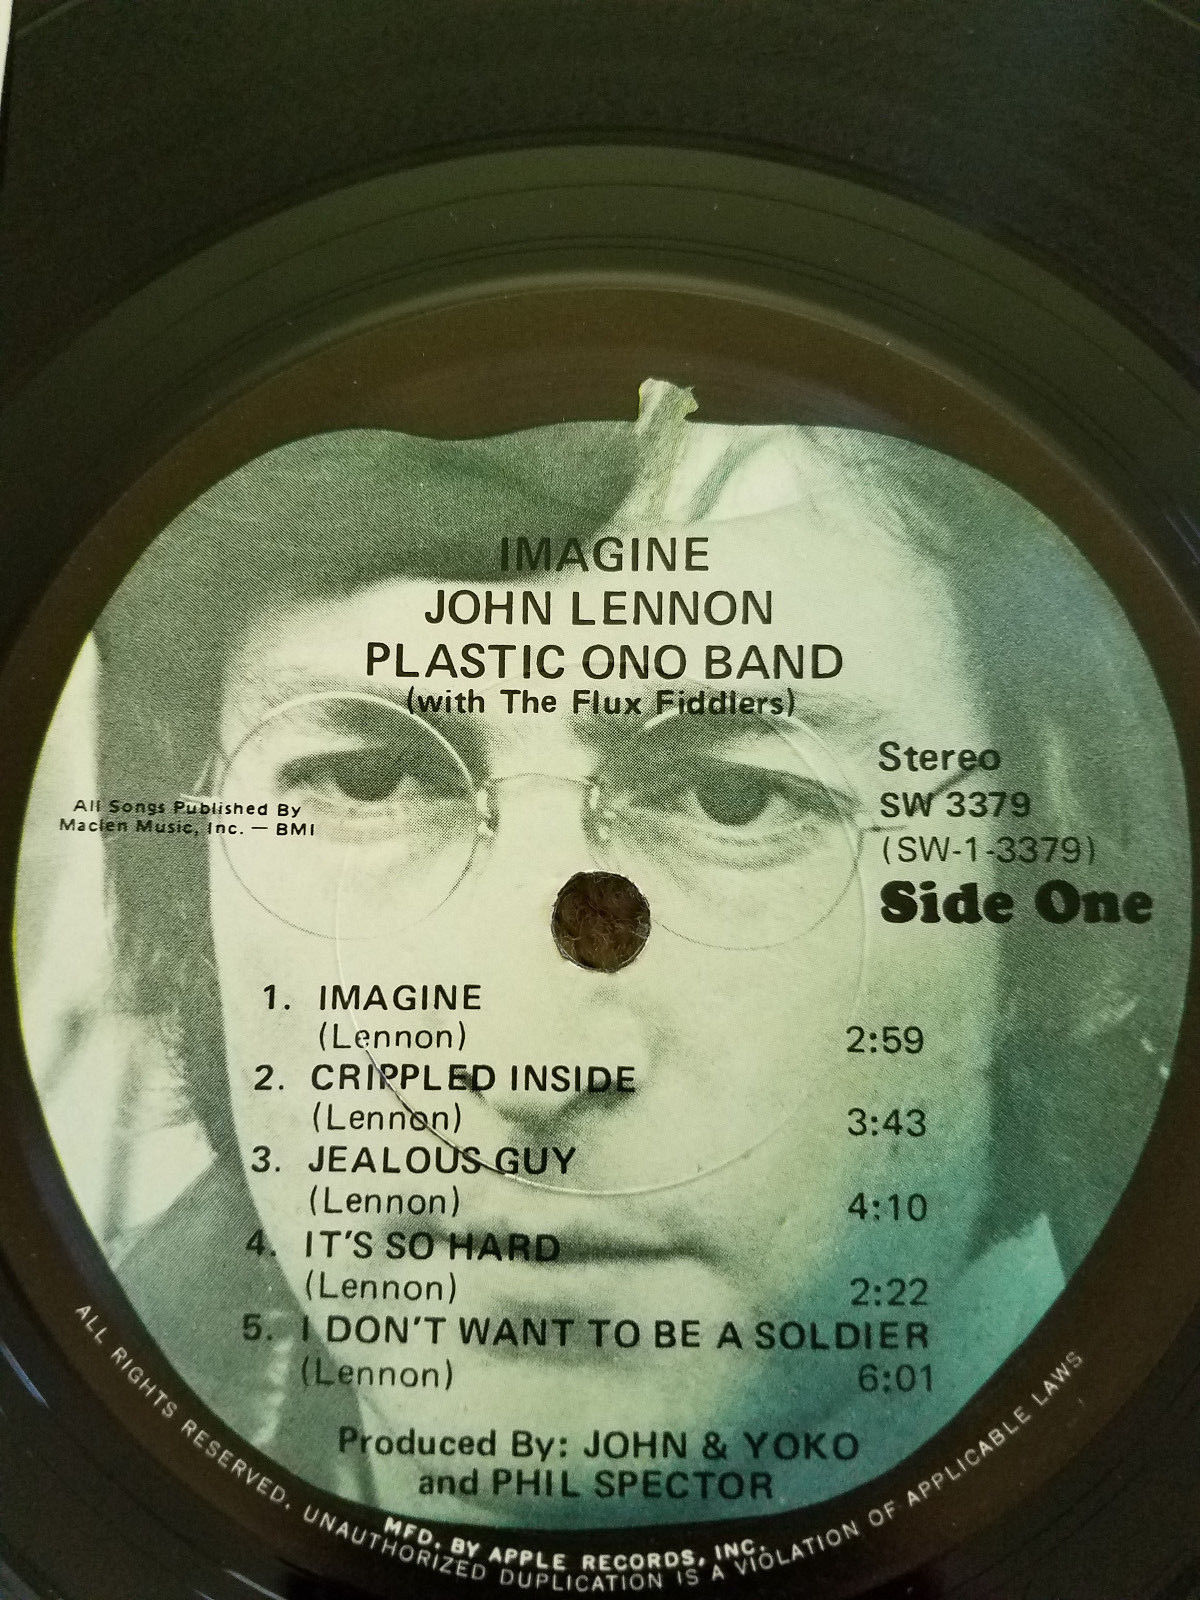 IMAGINE
JOHN LENNON
PLASTIC ONO BAND
(with The Flux Fiddlers)
All Songs Published By
Maclen Music, Inc. — BMI
Stereo
SW 3379
(SW-1-3379)
Side One
1. IMAGINE
(Lennon) 2:59
2. CRIPPLED INSIDE
(Lennon) 3:43
3. JEALOUS GUY
(Lennon) 4:10
4. IT'S SO HARD
(Lennon) 2:22
5. I DON'T WANT TO BE A SOLDIER
(Lennon) 6:01
Produced By: JOHN & YOKO
and PHIL SPECTOR
MFD. BY APPLE RECORDS, INC.
ALL RIGHTS RESERVED. UNAUTHORIZED DUPLICATION IS A VIOLATION OF APPLICABLE LAWS